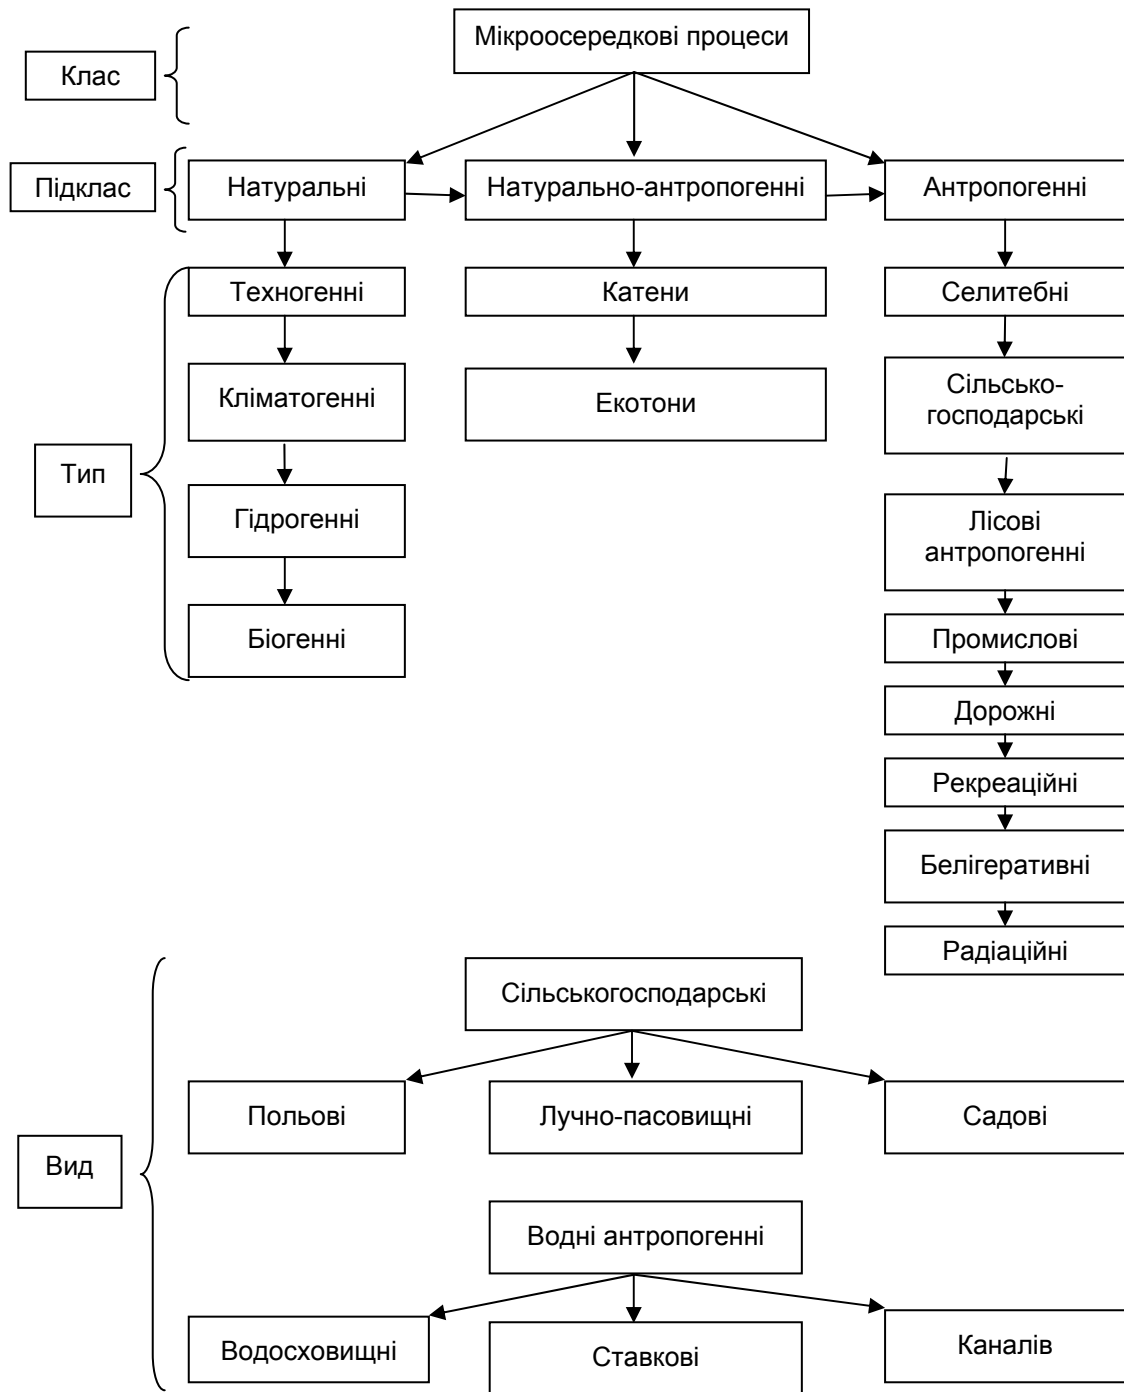 Мікроосередкові процеси
Клас
Підклас
Натуральні
Натурально-антропогенні
Антропогенні
Техногенні
Катени
Селитебні
Кліматогенні
Екотони
Сільсько-
господарські
Тип
Гідрогенні
Лісові
антропогенні
Біогенні
Промислові
Дорожні
Рекреаційні
Белігеративні
Радіаційні
Сільськогосподарські
Польові
Лучно-пасовищні
Садові
Вид
Водні антропогенні
Водосховищні
Ставкові
Каналів